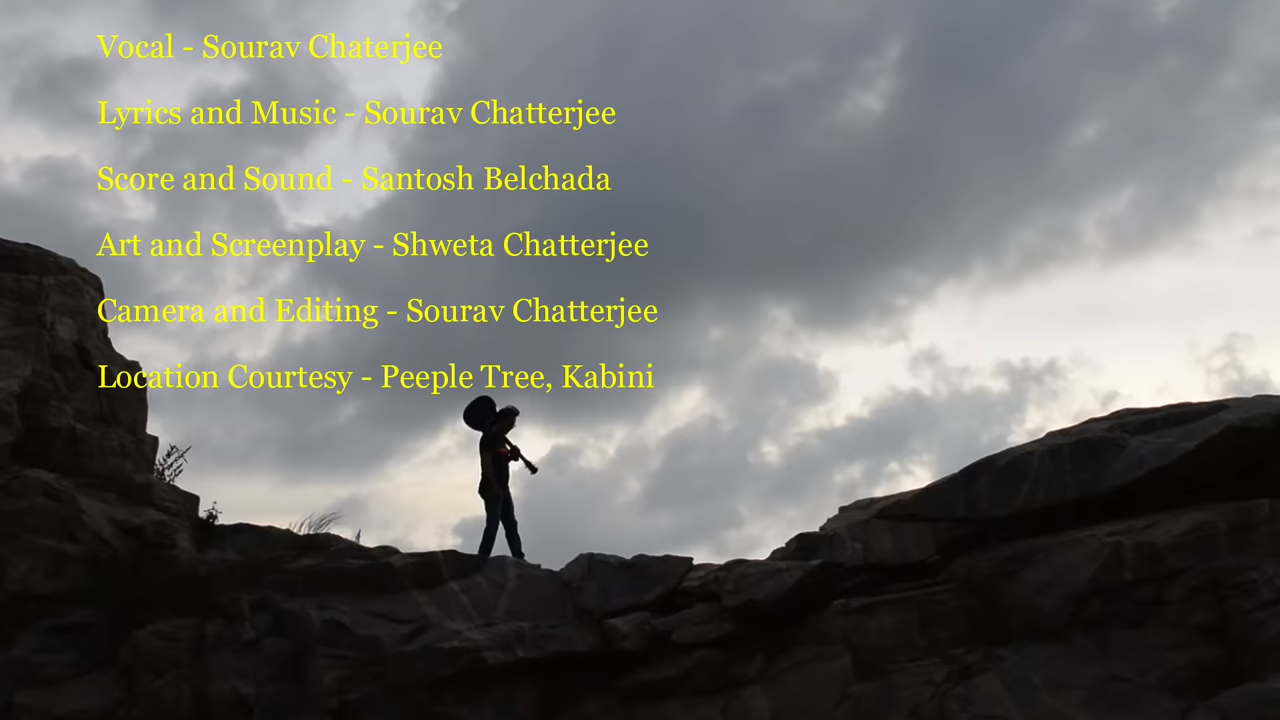 Vocal - Sourav Chaterjee
Lyrics and Music - Sourav Chatterjee
Score and Sound - Santosh Belchada
Art and Screenplay - Shweta Chatterjee
Camera and Editing - Sourav Chatterjee
Location Courtesy - Peeple Tree, Kabini